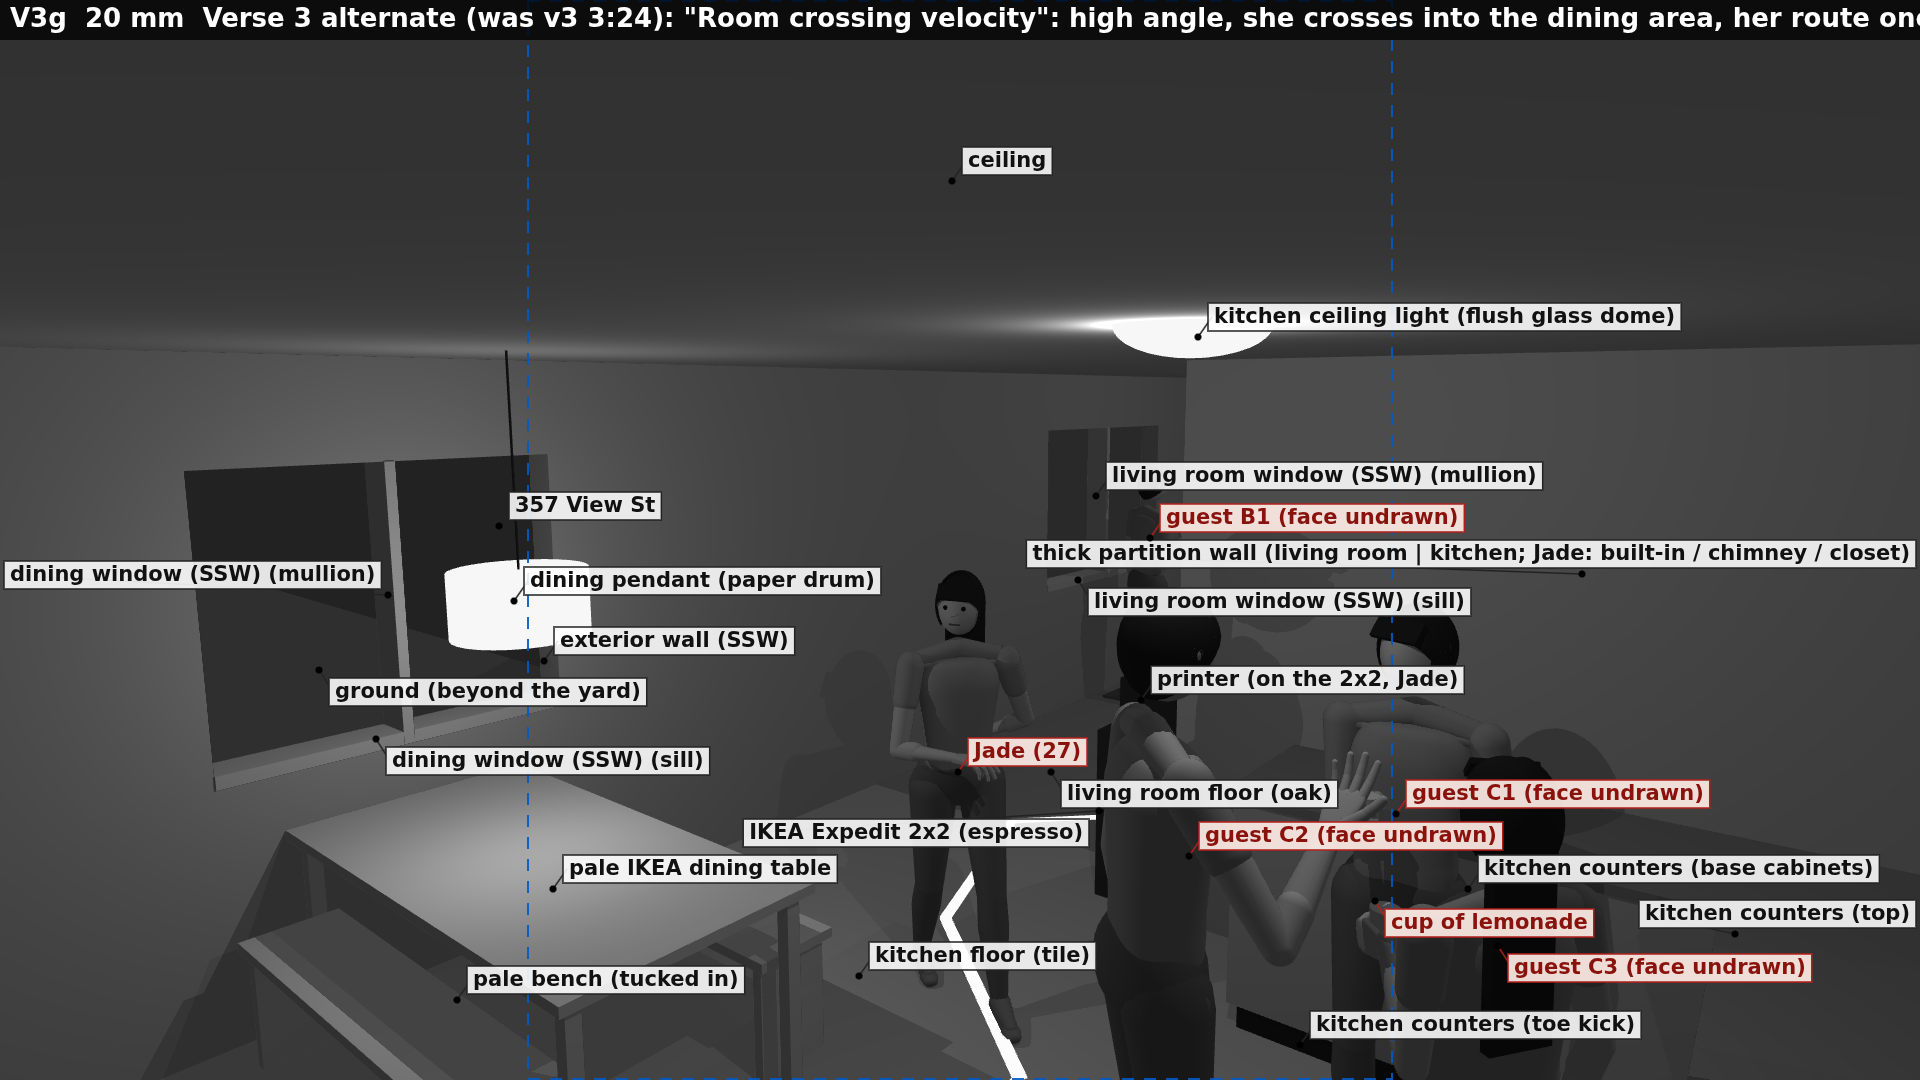 V3g 20 mm Verse 3 alternate (was v3 3:24): "Room crossing velocity": high angle, she crosses into the dining area, her route
ceiling
kitchen ceiling light (flush glass dome)
living room window (SSW) (mullion)
357 View St
guest B1 (face undrawn)
thick partition wall (living room | kitchen; Jade: built-in / chimney / closet)
dining window (SSW) (mullion)
dining pendant (paper drum)
living room window (SSW) (sill)
exterior wall (SSW)
printer (on the 2x2, Jade)
ground (beyond the yard)
Jade (27)
dining window (SSW) (sill)
living room floor (oak)
guest C1 (face undrawn)
IKEA Expedit 2x2 (espresso)
guest C2 (face undrawn)
pale IKEA dining table
kitchen counters (base cabinets)
kitchen counters (top)
cup of lemonade
kitchen floor (tile)
guest C3 (face undrawn)
pale bench (tucked in)
kitchen counters (toe kick)